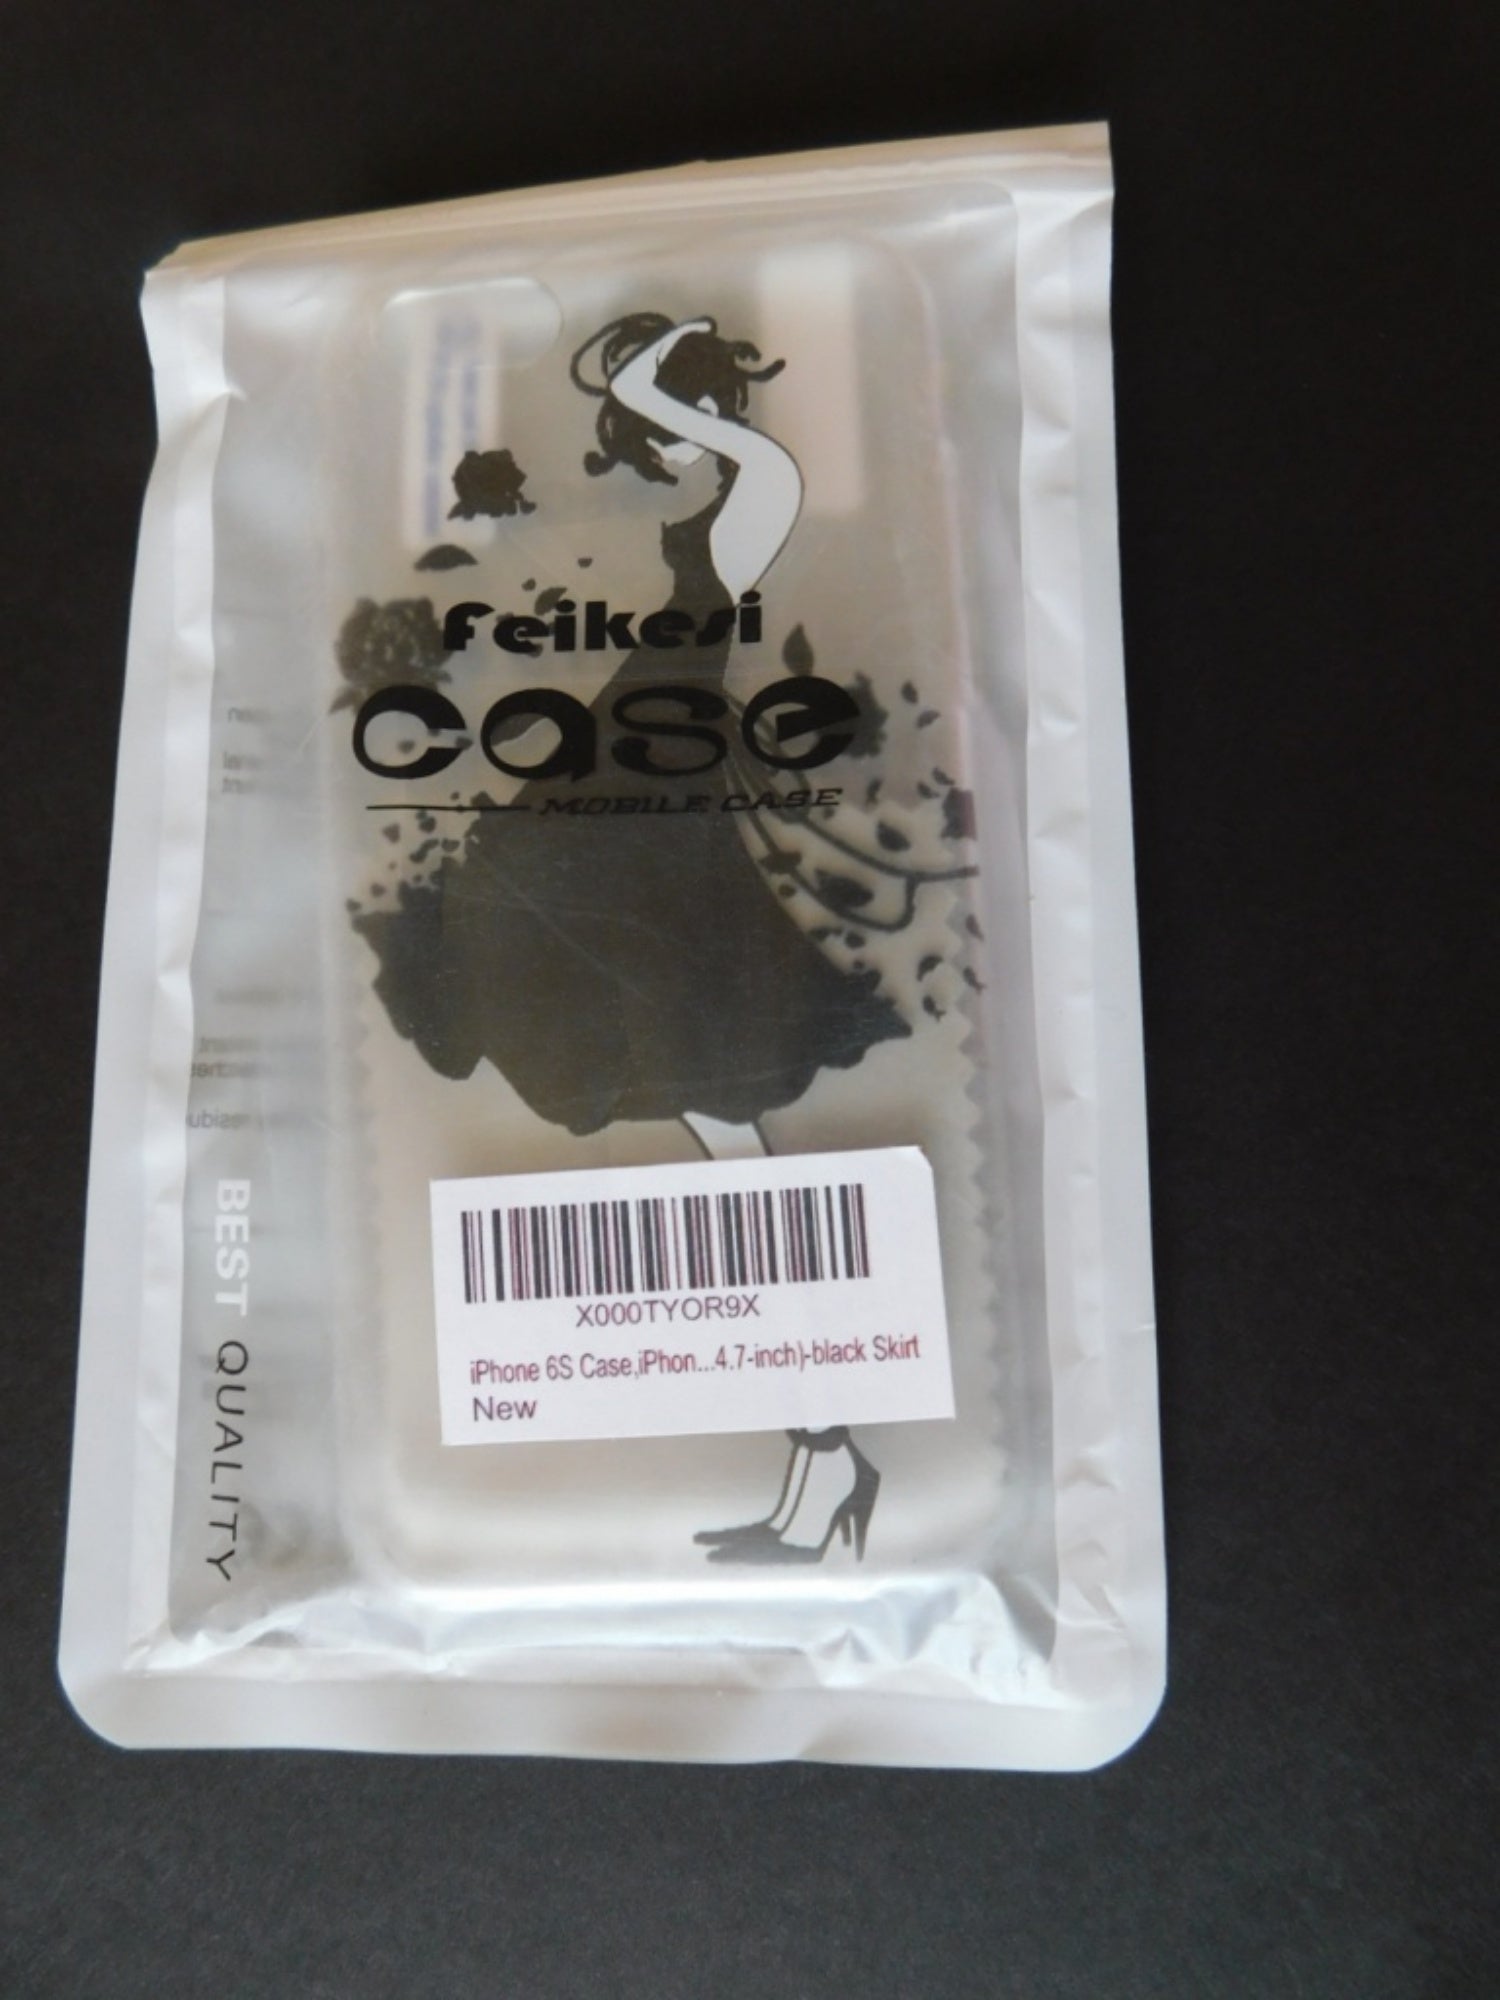 Feikesi
case
MOBILE CASE
BEST QUALITY
X000TYOR9X
iPhone 6S Case,iPhon...4.7-inch)-black Skirt
New